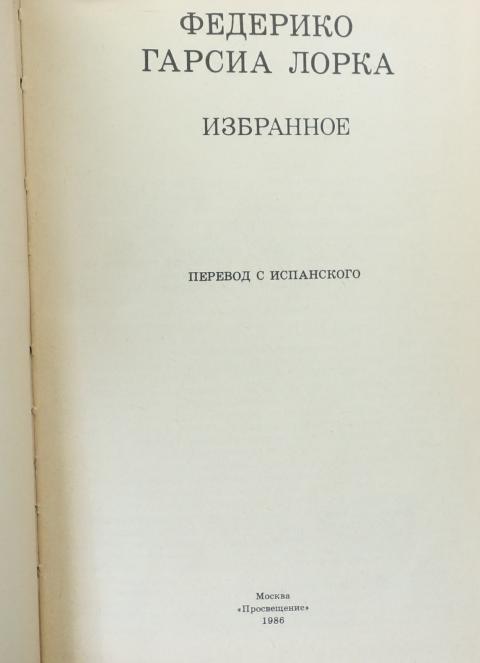 ФЕДЕРИКО
ГАРСИА ЛОРКА
ИЗБРАННОЕ
ПЕРЕВОД С ИСПАНСКОГО
Москва
«Просвещение»
1986